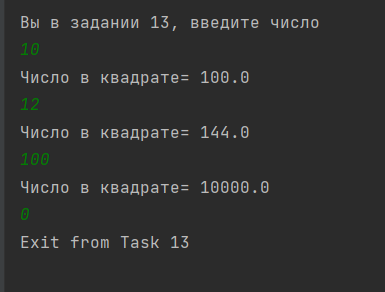 Вы в задании 13, введите число
10
Число в квадрате= 100.0
12
Число в квадрате= 144.0
100
Число в квадрате= 10000.0
0
Exit from Task 13